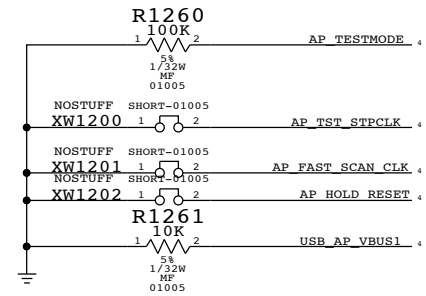 R1260
100K
1 2 AP_TESTMODE 4
5%
1/32W
MF
01005
NOSTUFF SHORT-01005
XW1200 1 2 AP_TST_STPCLK 4
NOSTUFF SHORT-01005
XW1201 1 2 AP_FAST_SCAN_CLK 4
NOSTUFF SHORT-01005
XW1202 1 2 AP_HOLD_RESET 4
R1261
10K
1 2 USB_AP_VBUS1 4
5%
1/32W
MF
01005